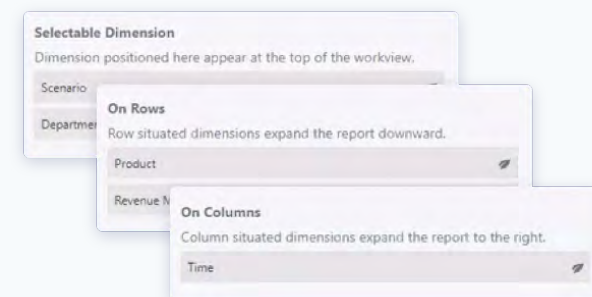 Selectable Dimension
Dimension positioned here appear at the top of the workview.
Scenario
On Rows
Row situated dimensions expand the report downward.
Product
Revenue
On Columns
Column situated dimensions expand the report to the right.
Time